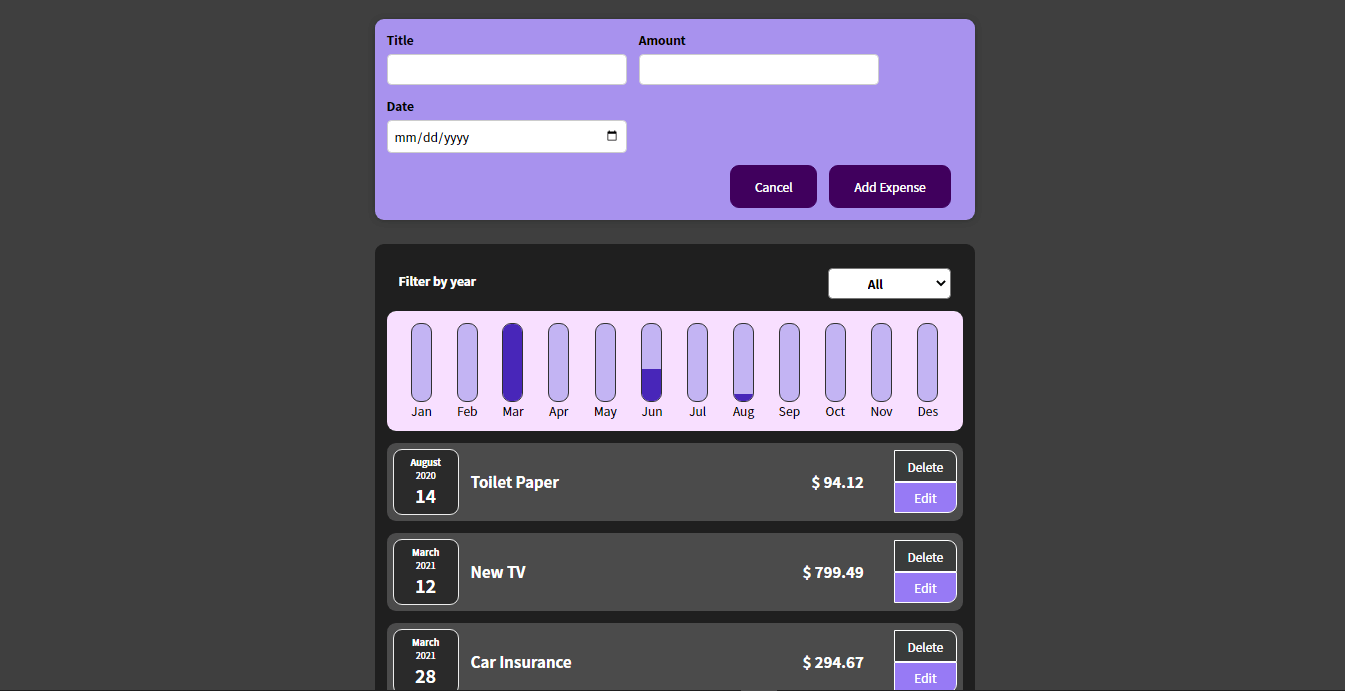 Title Amount
Date
mm/dd/yyyy
Cancel Add Expense
Filter by year All
Jan Feb Mar Apr May Jun Jul Aug Sep Oct Nov Des
August
2020
14
Toilet Paper $ 94.12
Delete
Edit
March
2021
12
New TV $ 799.49
Delete
Edit
March
2021
28
Car Insurance $ 294.67
Delete
Edit